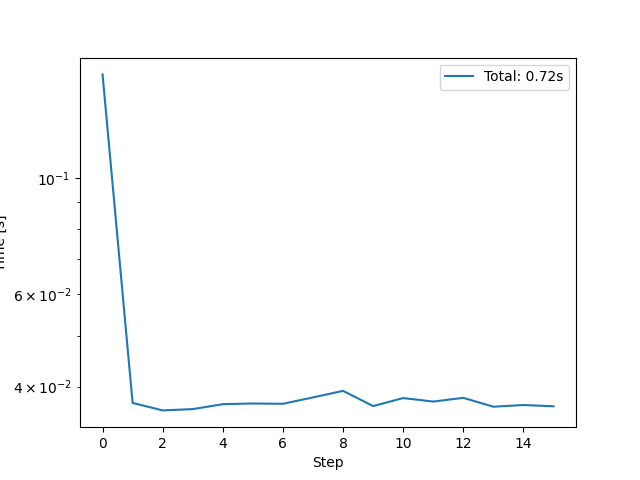 Total: 0.72s
10⁻¹
6 × 10⁻²
4 × 10⁻²
Time [s]
0 2 4 6 8 10 12 14
Step